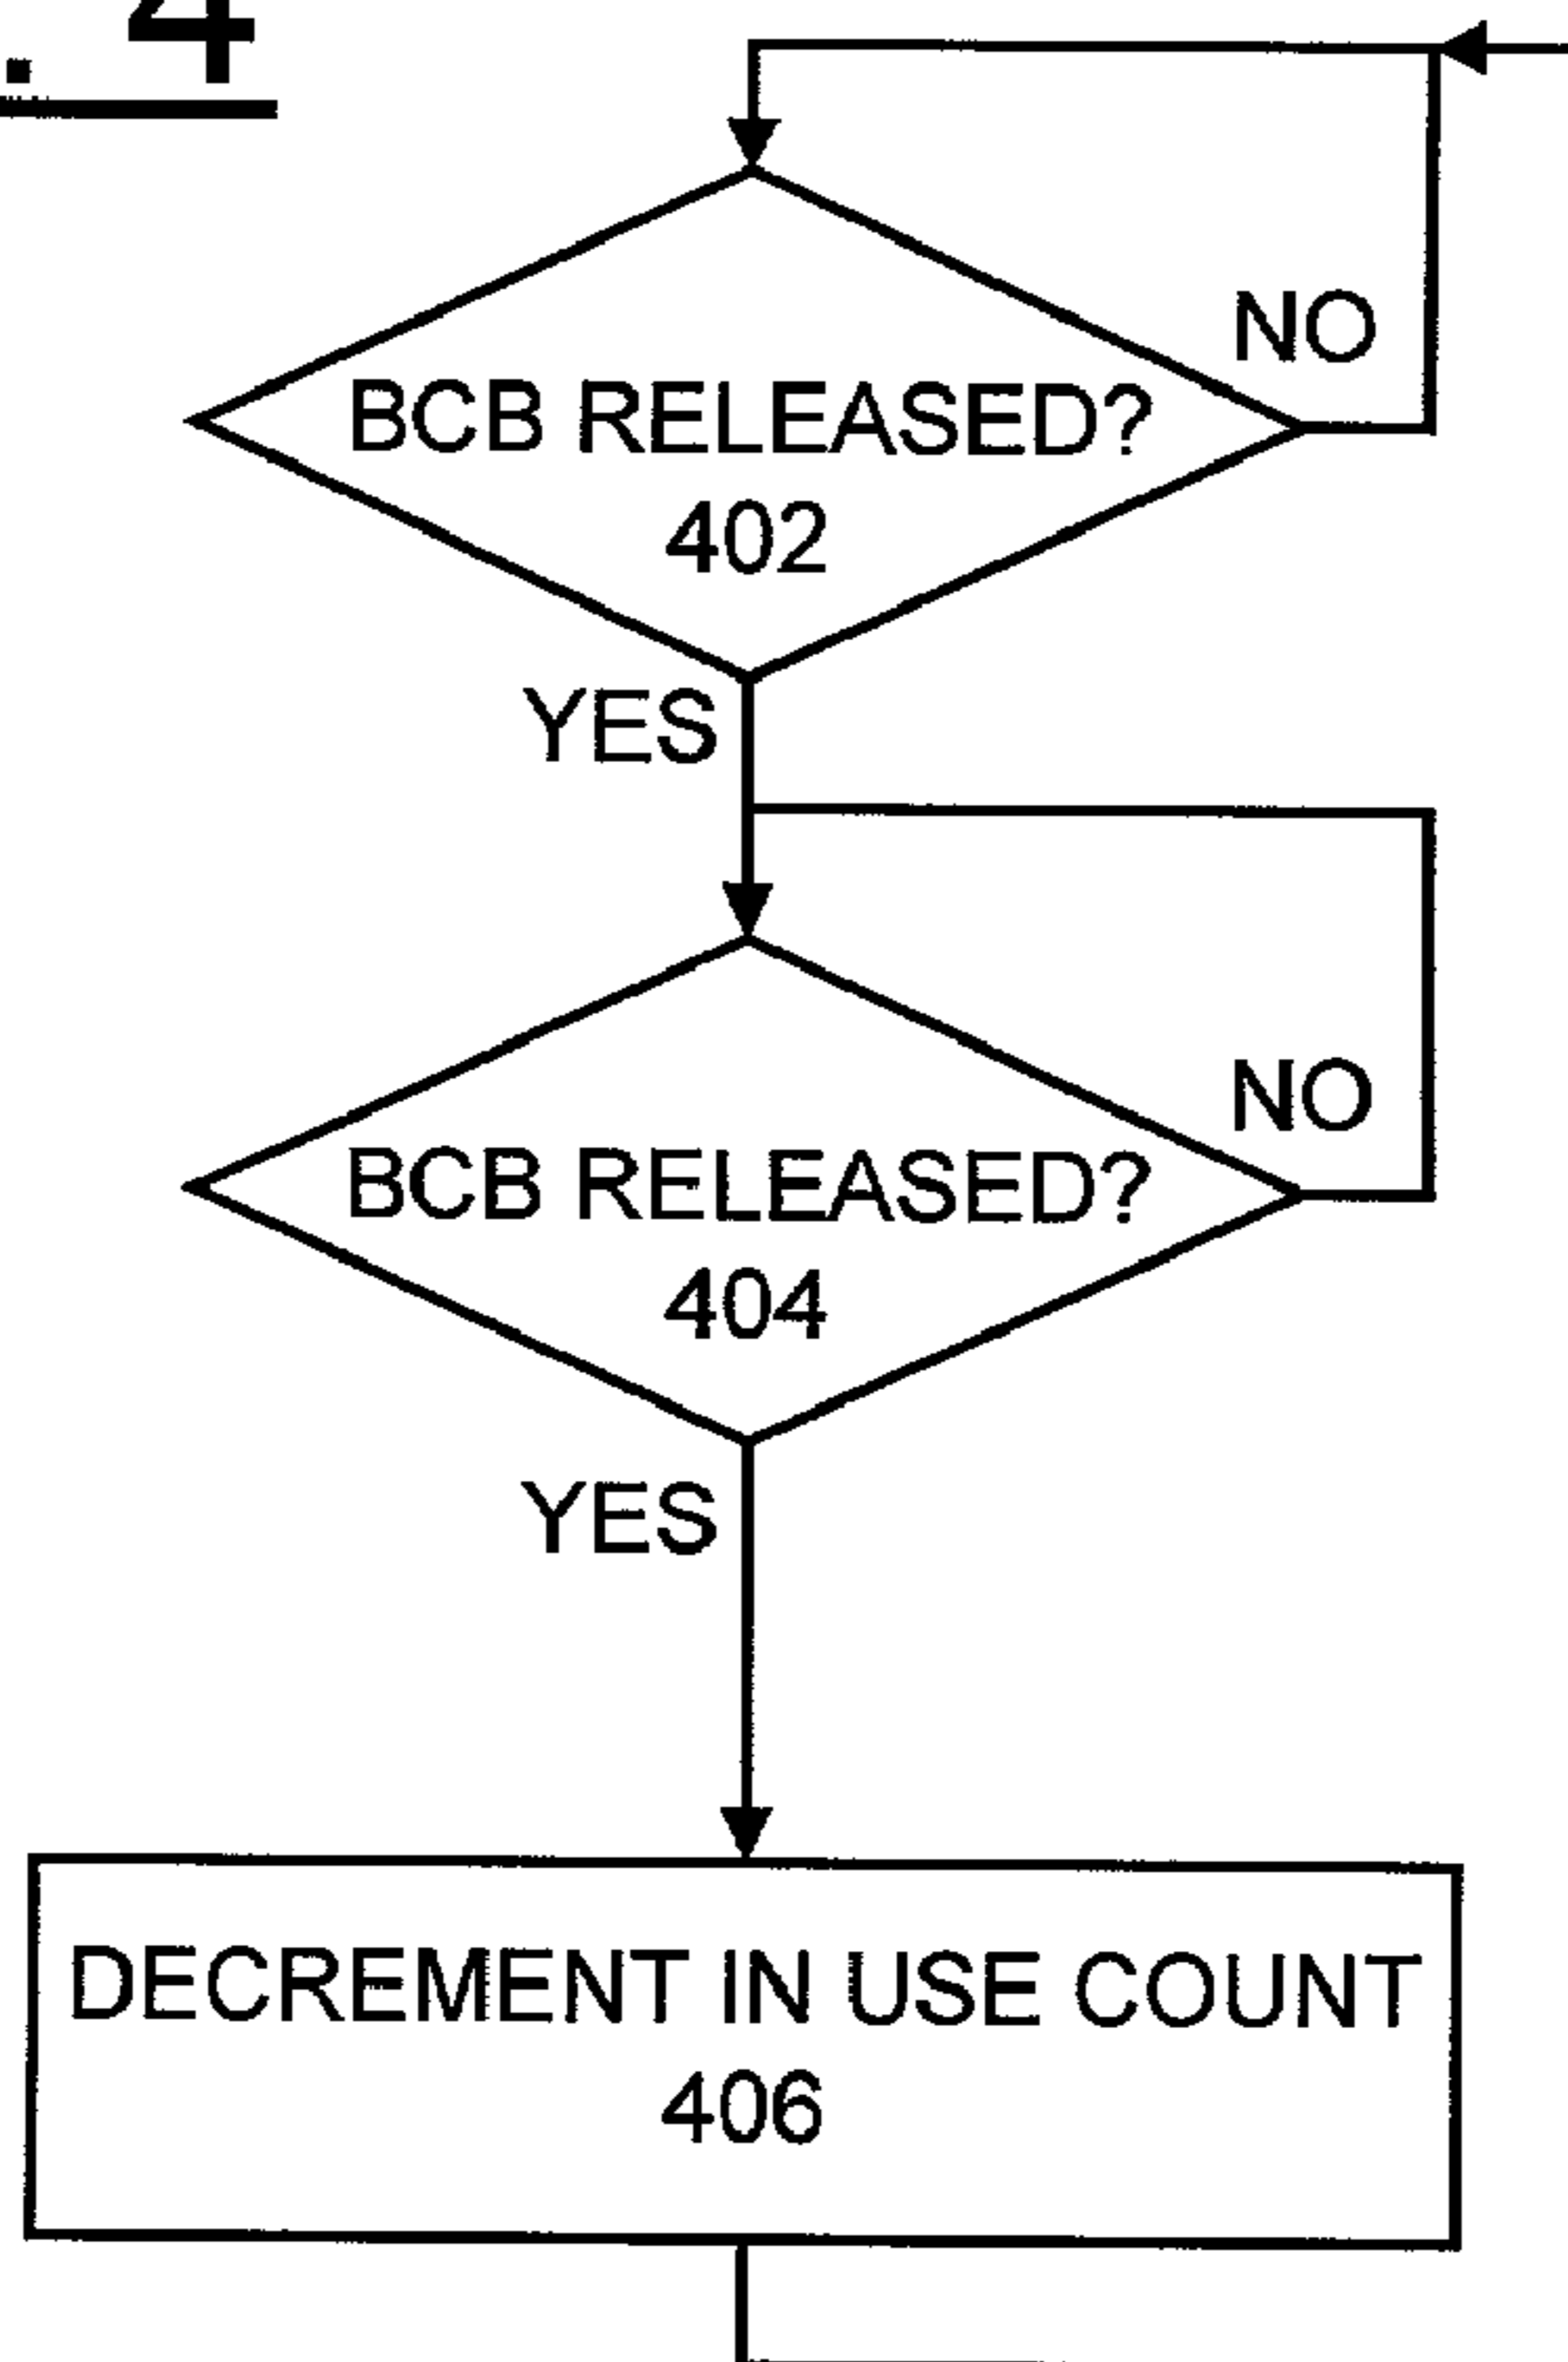 . 4
NO
BCB RELEASED?
402
YES
NO
BCB RELEASED?
404
YES
DECREMENT IN USE COUNT
406